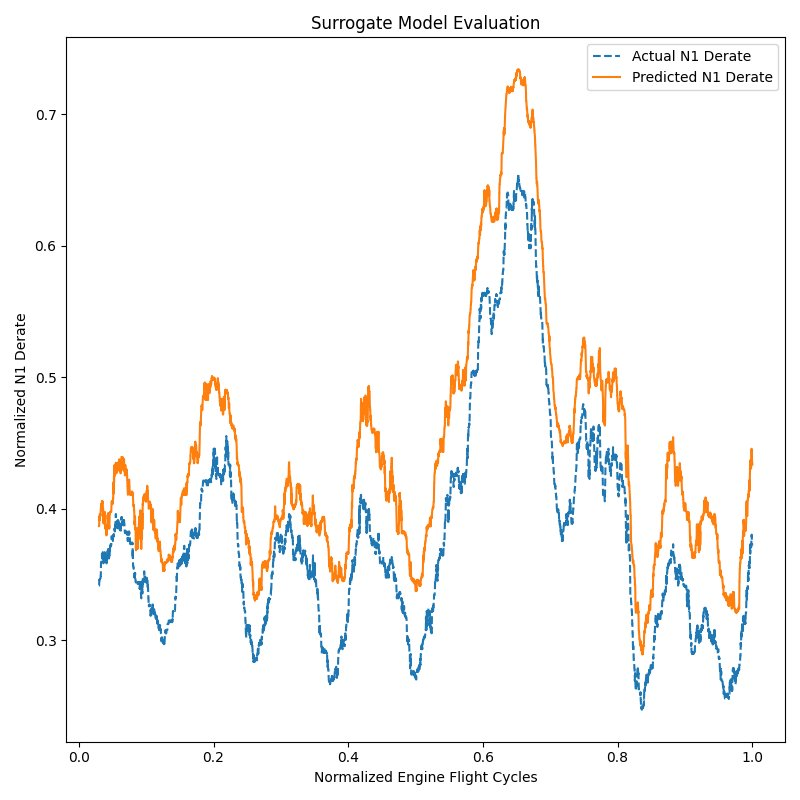 Surrogate Model Evaluation
Actual N1 Derate
Predicted N1 Derate
Normalized N1 Derate
0.7
0.6
0.5
0.4
0.3
0.0 0.2 0.4 0.6 0.8 1.0
Normalized Engine Flight Cycles